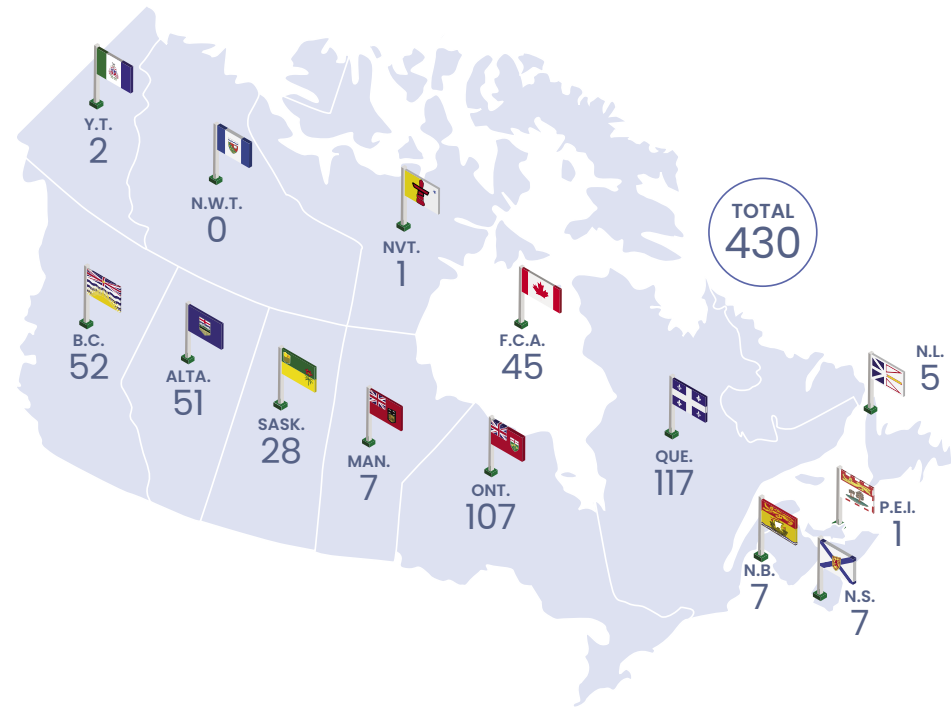 Y.T.
2
N.W.T.
0
NVT.
1
TOTAL
430
B.C.
52
ALTA.
51
SASK.
28
MAN.
7
F.C.A.
45
ONT.
107
QUE.
117
N.L.
5
P.E.I.
1
N.B.
7
N.S.
7